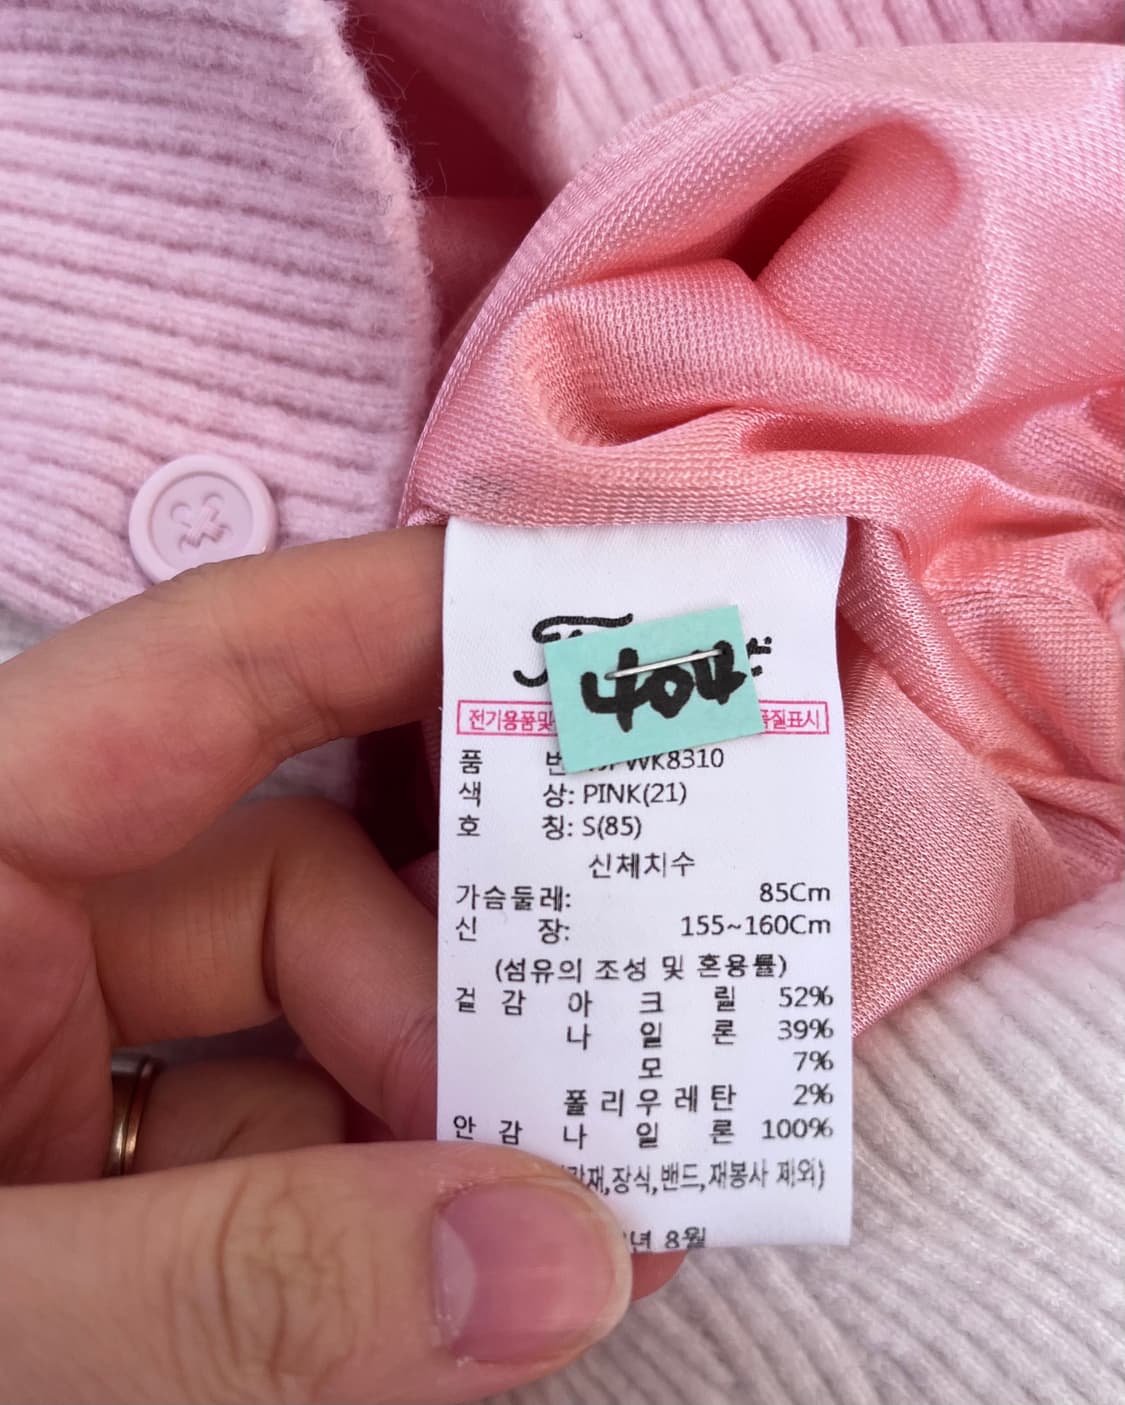 404
전기용품및 품질표시
품 번 WK8310
색 상: PINK(21)
호 칭: S(85)
신체치수
가슴둘레: 85Cm
신 장: 155~160Cm
(섬유의 조성 및 혼용률)
겉 감 아 크 릴 52%
나 일 론 39%
모 7%
폴 리 우 레 탄 2%
안 감 나 일 론 100%
장식,밴드,재봉사 제외)
년 8월